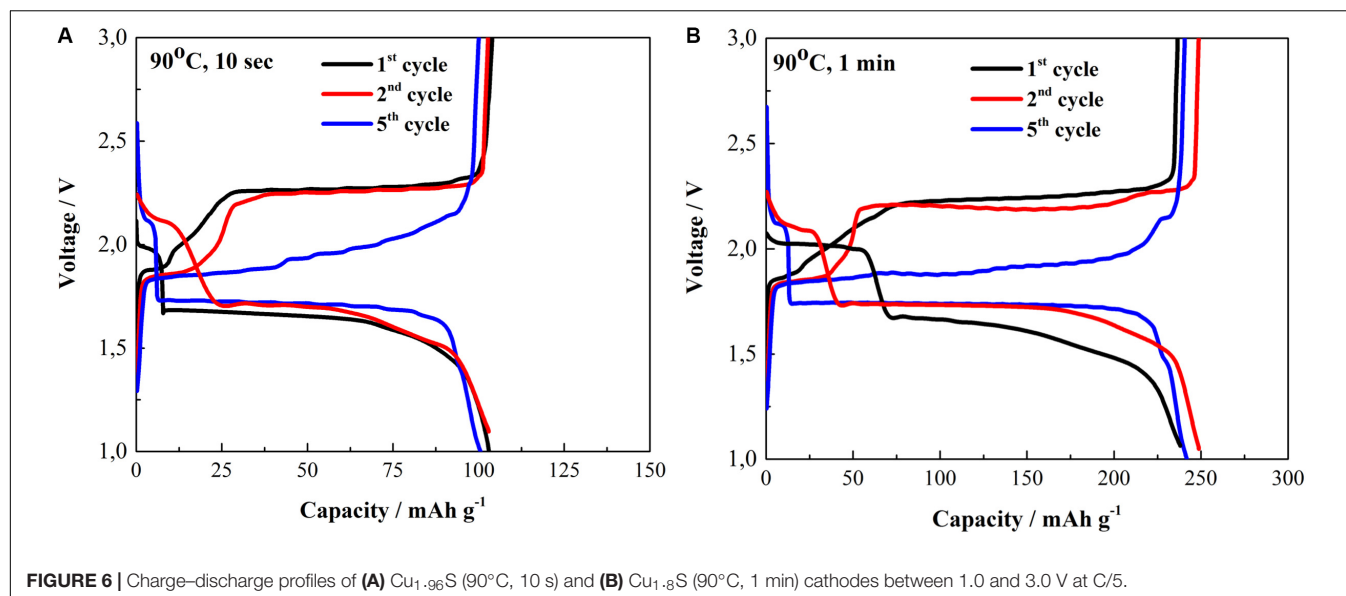 A
90°C, 10 sec
1st cycle
2nd cycle
5th cycle
3,0
2,5
2,0
1,5
1,0
Voltage / V
0 25 50 75 100 125 150
Capacity / mAh g-1
B
90°C, 1 min
1st cycle
2nd cycle
5th cycle
3,0
2,5
2,0
1,5
1,0
Voltage / V
0 50 100 150 200 250 300
Capacity / mAh g-1
FIGURE 6 | Charge–discharge profiles of (A) Cu1.96S (90°C, 10 s) and (B) Cu1.8S (90°C, 1 min) cathodes between 1.0 and 3.0 V at C/5.